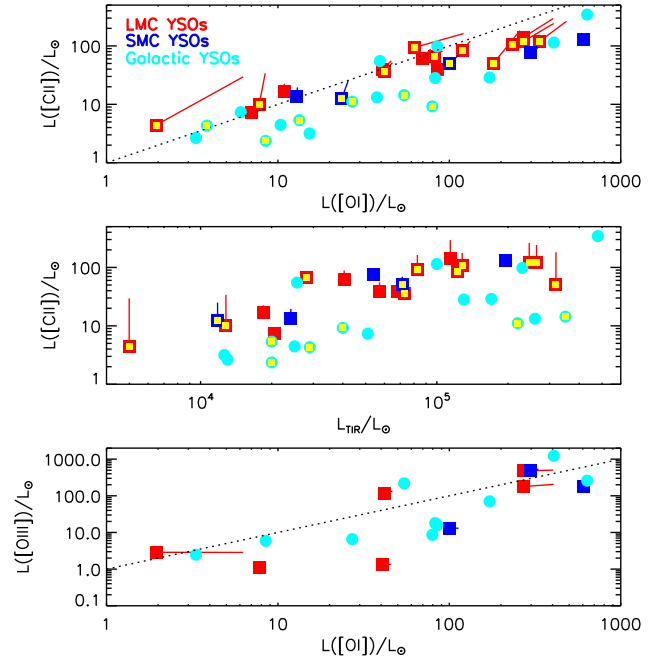 LMC YSOs
SMC YSOs
Galactic YSOs
L([CII])/L☉
100
10
1
1 10 100 1000
L([OI])/L☉
L([CII])/L☉
100
10
1
10⁴ 10⁵
L_TIR/L☉
L([OIII])/L☉
1000.0
100.0
10.0
1.0
0.1
1 10 100 1000
L([OI])/L☉